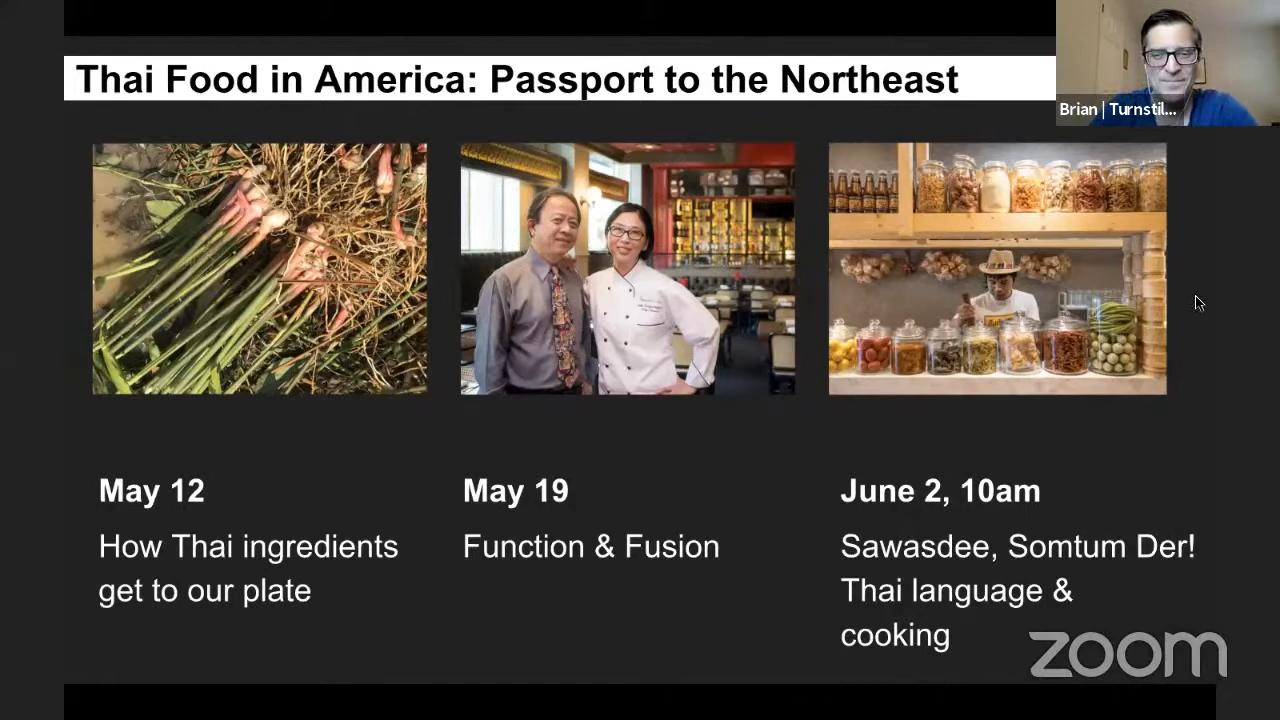 Thai Food in America: Passport to the Northeast
Brian | Turnstil...
May 12
How Thai ingredients
get to our plate
May 19
Function & Fusion
June 2, 10am
Sawasdee, Somtum Der!
Thai language &
cooking
zoom